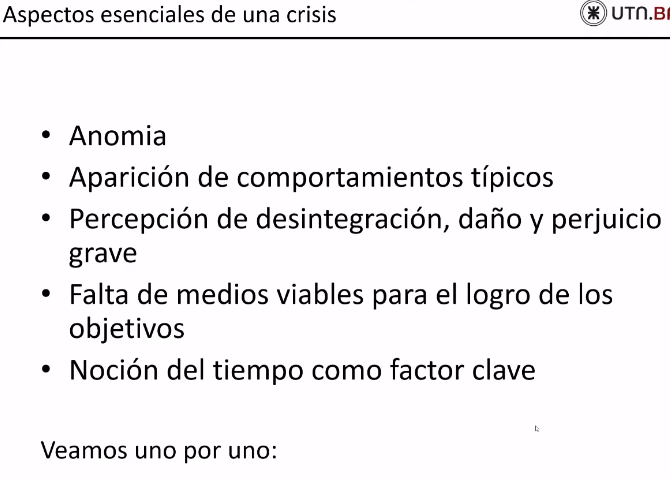 Aspectos esenciales de una crisis
UTN.BA
• Anomia
• Aparición de comportamientos típicos
• Percepción de desintegración, daño y perjuicio
grave
• Falta de medios viables para el logro de los
objetivos
• Noción del tiempo como factor clave
Veamos uno por uno: